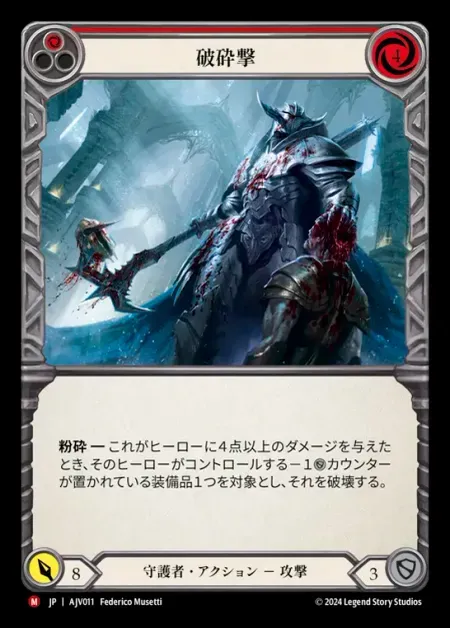 4
破砕撃
粉砕 ー これがヒーローに4点以上のダメージを与えた
とき、そのヒーローがコントロールする－1カウンター
が置かれている装備品1つを対象とし、それを破壊する。
8
守護者・アクション － 攻撃
3
M JP | AJV011 Federico Musetti
© 2024 Legend Story Studios